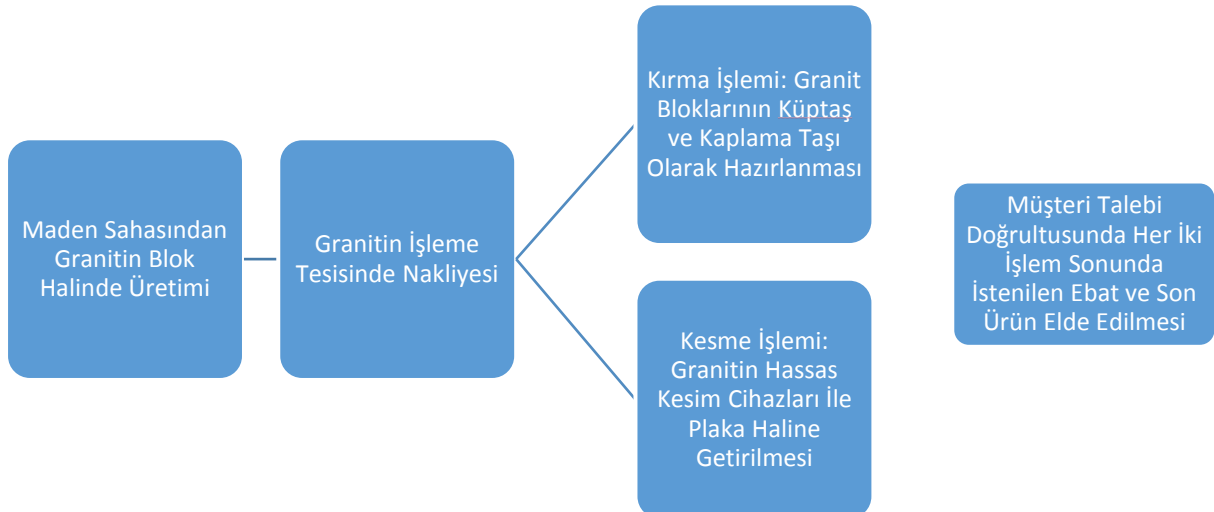 Maden Sahasından
Granitin Blok
Halinde Üretimi
Granitin İşleme
Tesisinde Nakliyesi
Kırma İşlemi: Granit
Bloklarının Küptaş
ve Kaplama Taşı
Olarak Hazırlanması
Kesme İşlemi:
Granitin Hassas
Kesim Cihazları İle
Plaka Haline
Getirilmesi
Müşteri Talebi
Doğrultusunda Her İki
İşlem Sonunda
İstenilen Ebat ve Son
Ürün Elde Edilmesi